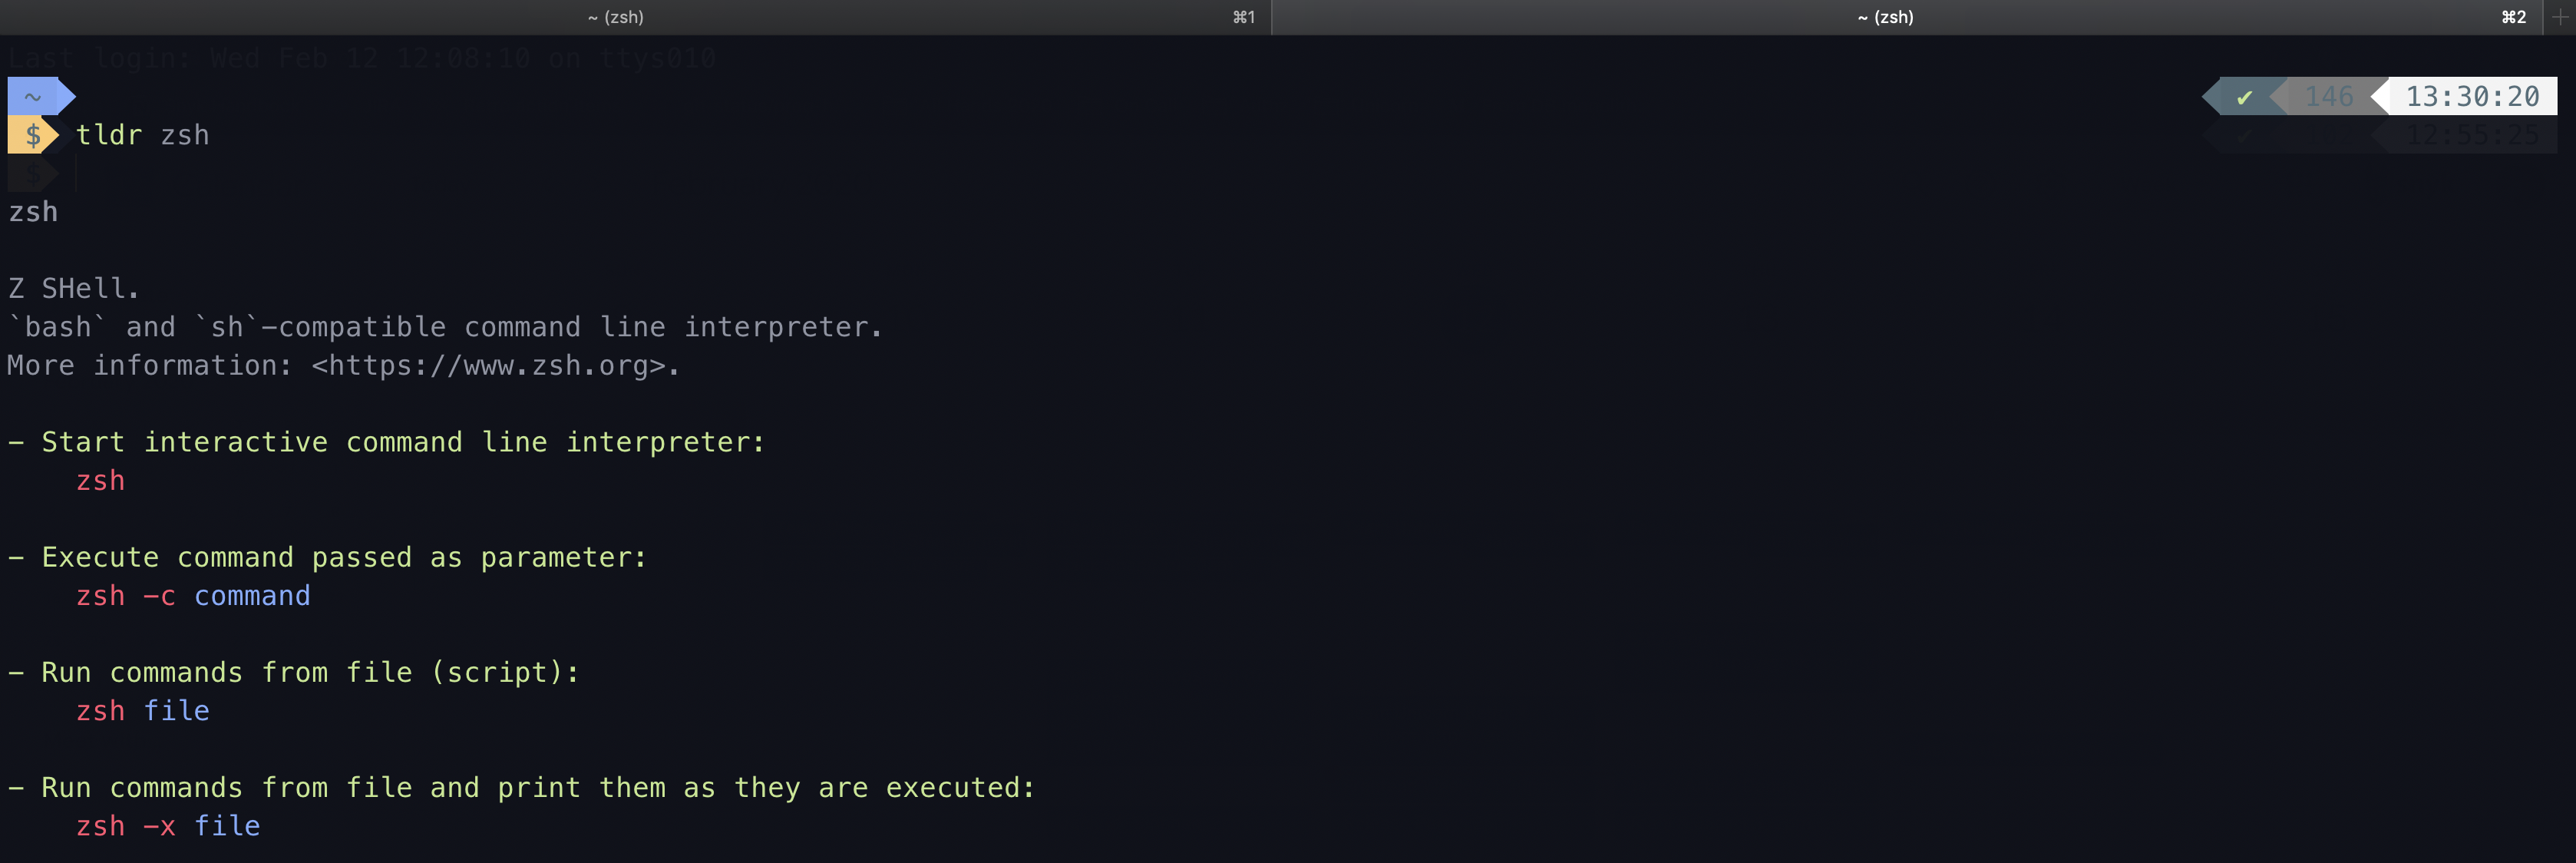 ~ (zsh) ⌘1 ~ (zsh) ⌘2 +
Last login: Wed Feb 12 12:08:10 on ttys010
~ ✔ 146 13:30:20
$ tldr zsh ✔ 12:55:25
$
zsh
Z SHell.
`bash` and `sh`-compatible command line interpreter.
More information: <https://www.zsh.org>.
- Start interactive command line interpreter:
zsh
- Execute command passed as parameter:
zsh -c command
- Run commands from file (script):
zsh file
- Run commands from file and print them as they are executed:
zsh -x file